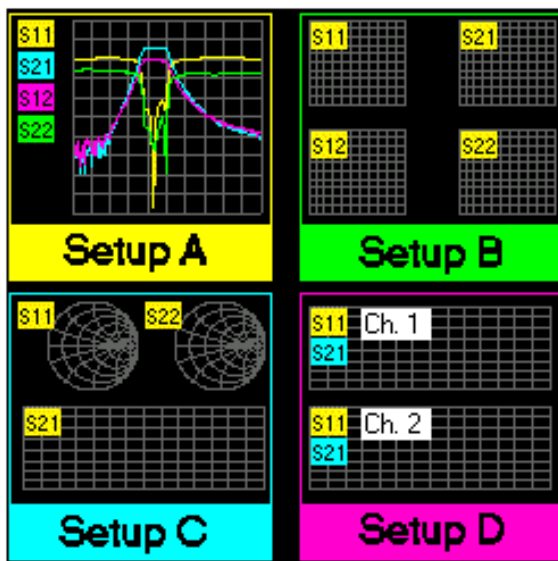 S11
S21
S12
S22
Setup A
S11 S21
S12 S22
Setup B
S11 S22
S21
Setup C
S11 Ch. 1
S21
S11 Ch. 2
S21
Setup D